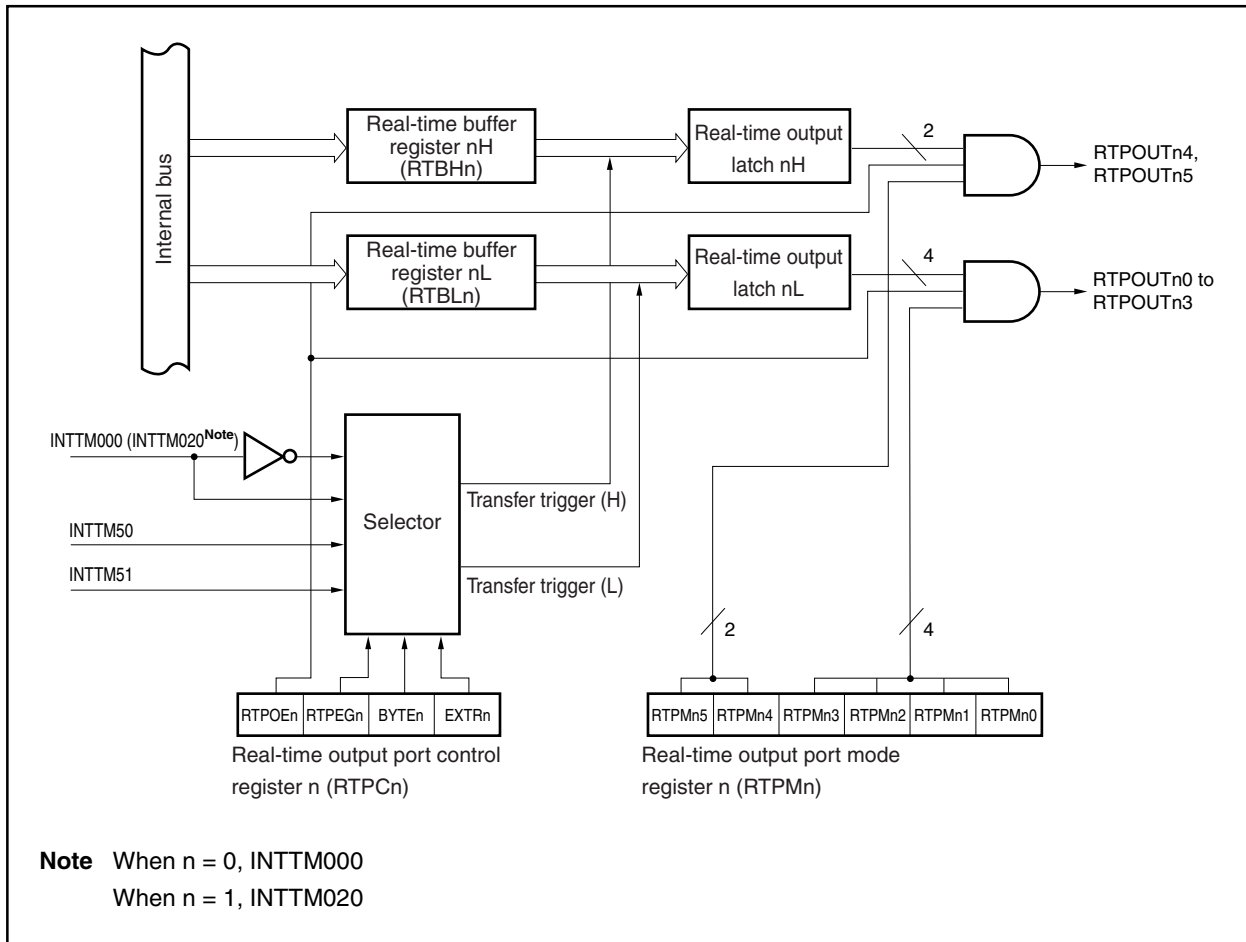 Internal bus
Real-time buffer
register nH
(RTBHn)
Real-time output
latch nH
2
RTPOUTn4,
RTPOUTn5
Real-time buffer
register nL
(RTBLn)
Real-time output
latch nL
4
RTPOUTn0 to
RTPOUTn3
INTTM000 (INTTM020Note)
INTTM50
INTTM51
Selector
Transfer trigger (H)
Transfer trigger (L)
2
4
RTPOEn RTPEGn BYTEn EXTRn
Real-time output port control
register n (RTPCn)
RTPMn5 RTPMn4 RTPMn3 RTPMn2 RTPMn1 RTPMn0
Real-time output port mode
register n (RTPMn)
Note When n = 0, INTTM000
When n = 1, INTTM020